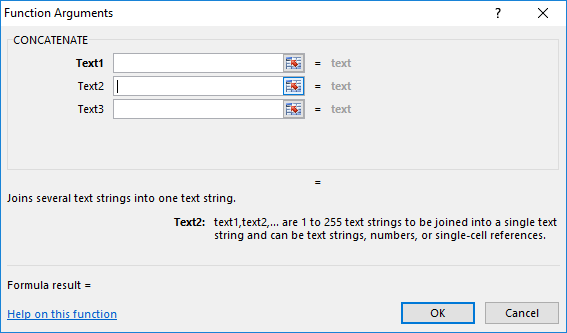 Function Arguments ?
CONCATENATE
Text1 = text
Text2 = text
Text3 = text
=
Joins several text strings into one text string.
Text2: text1,text2,... are 1 to 255 text strings to be joined into a single text
string and can be text strings, numbers, or single-cell references.
Formula result =
Help on this function OK Cancel